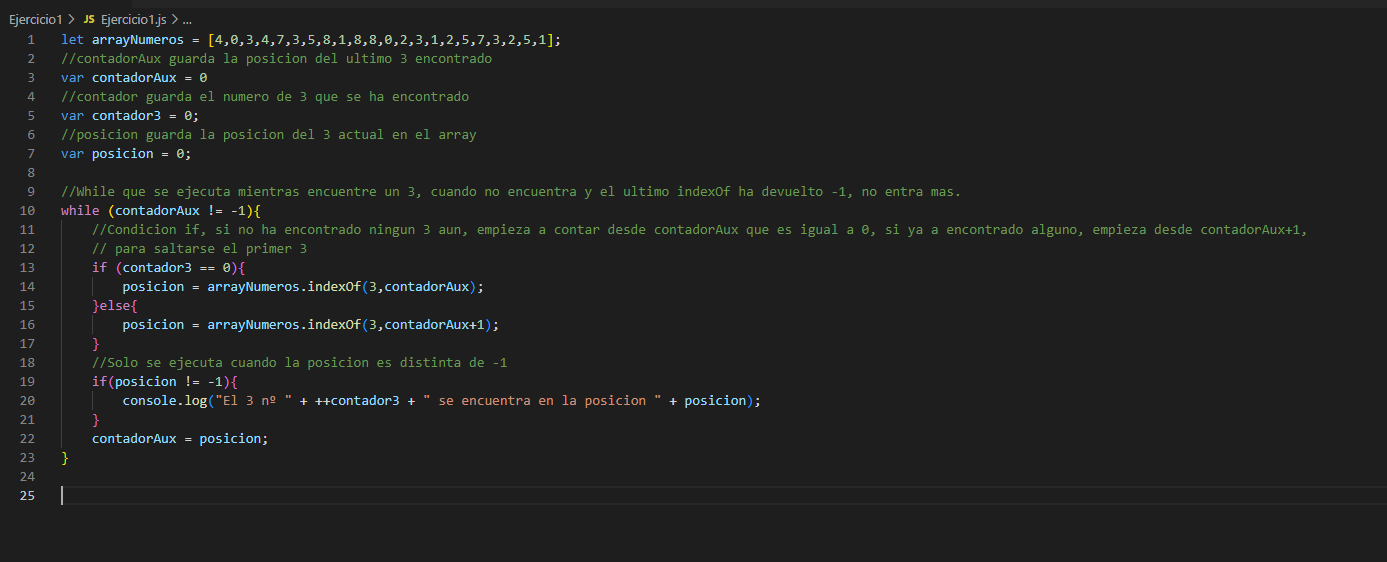 Ejercicio1 > JS Ejercicio1.js > ...
1 let arrayNumeros = [4,0,3,4,7,3,5,8,1,8,8,0,2,3,1,2,5,7,3,2,5,1];
2 //contadorAux guarda la posicion del ultimo 3 encontrado
3 var contadorAux = 0
4 //contador guarda el numero de 3 que se ha encontrado
5 var contador3 = 0;
6 //posicion guarda la posicion del 3 actual en el array
7 var posicion = 0;
8
9 //While que se ejecuta mientras encuentre un 3, cuando no encuentra y el ultimo indexOf ha devuelto -1, no entra mas.
10 while (contadorAux != -1){
11     //Condicion if, si no ha encontrado ningun 3 aun, empieza a contar desde contadorAux que es igual a 0, si ya a encontrado alguno, empieza desde contadorAux+1,
12     // para saltarse el primer 3
13     if (contador3 == 0){
14         posicion = arrayNumeros.indexOf(3,contadorAux);
15     }else{
16         posicion = arrayNumeros.indexOf(3,contadorAux+1);
17     }
18     //Solo se ejecuta cuando la posicion es distinta de -1
19     if(posicion != -1){
20         console.log("El 3 nº " + ++contador3 + " se encuentra en la posicion " + posicion);
21     }
22     contadorAux = posicion;
23 }
24
25